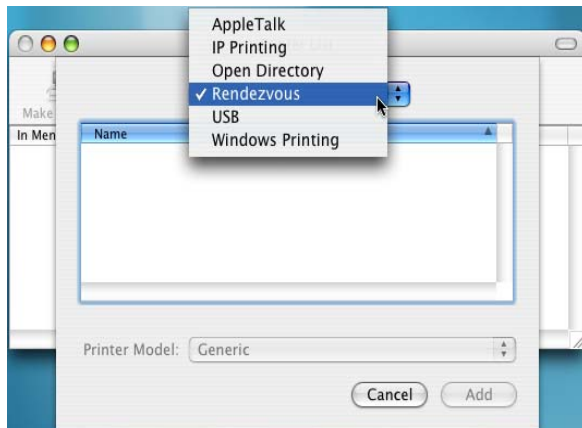 AppleTalk
IP Printing
Open Directory
✓ Rendezvous
USB
Windows Printing
Make
In Men
Name
Printer Model: Generic
Cancel Add